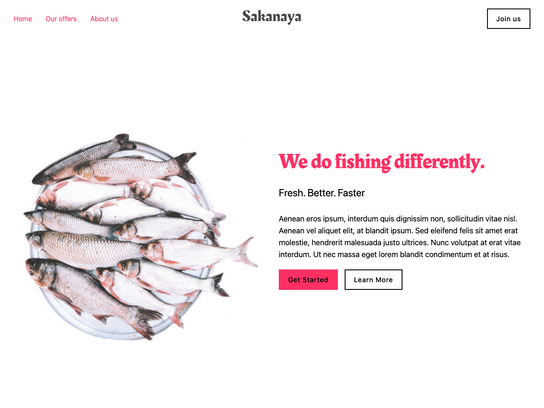 Home Our offers About us Sakanaya Join us
We do fishing differently.
Fresh. Better. Faster
Aenean eros ipsum, interdum quis dignissim non, sollicitudin vitae nisl.
Aenean vel aliquet elit, at blandit ipsum. Sed eleifend felis sit amet erat
molestie, hendrerit malesuada justo ultrices. Nunc volutpat at erat vitae
interdum. Ut nec massa eget lorem blandit condimentum et at risus.
Get Started Learn More